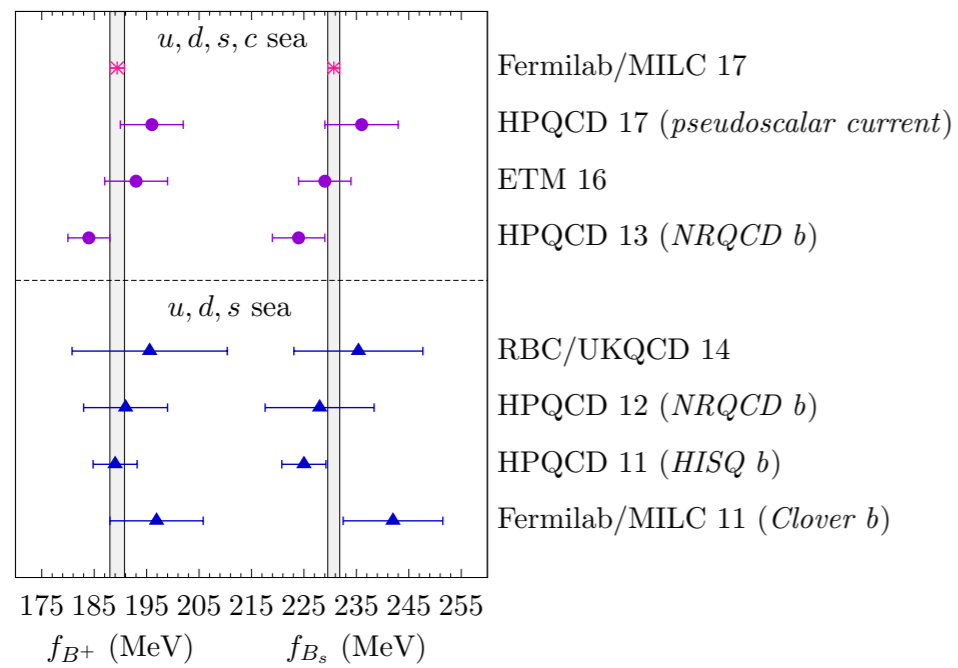 u, d, s, c sea
Fermilab/MILC 17
HPQCD 17 (pseudoscalar current)
ETM 16
HPQCD 13 (NRQCD b)
u, d, s sea
RBC/UKQCD 14
HPQCD 12 (NRQCD b)
HPQCD 11 (HISQ b)
Fermilab/MILC 11 (Clover b)
175 185 195 205 215 225 235 245 255
f_{B^+} (MeV) f_{B_s} (MeV)